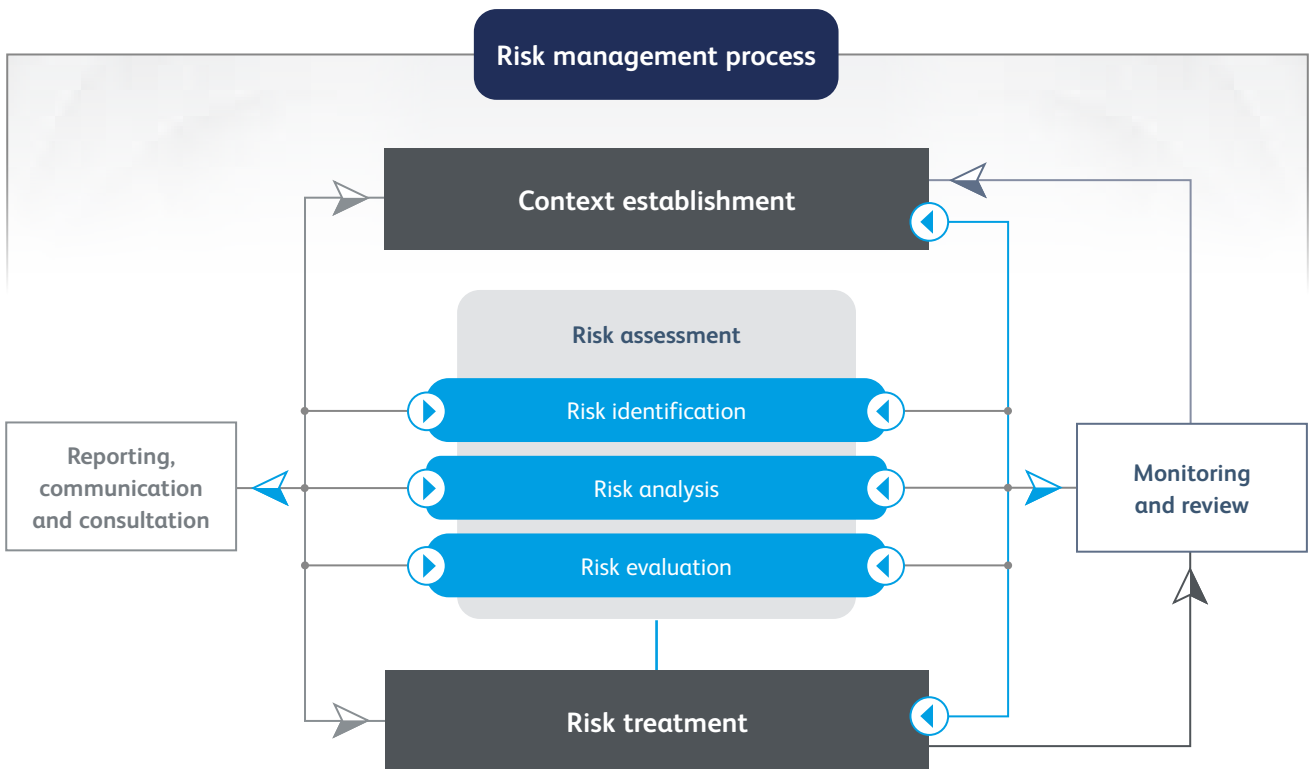 Risk management process
Context establishment
Risk assessment
Risk identification
Risk analysis
Risk evaluation
Reporting,
communication
and consultation
Monitoring
and review
Risk treatment